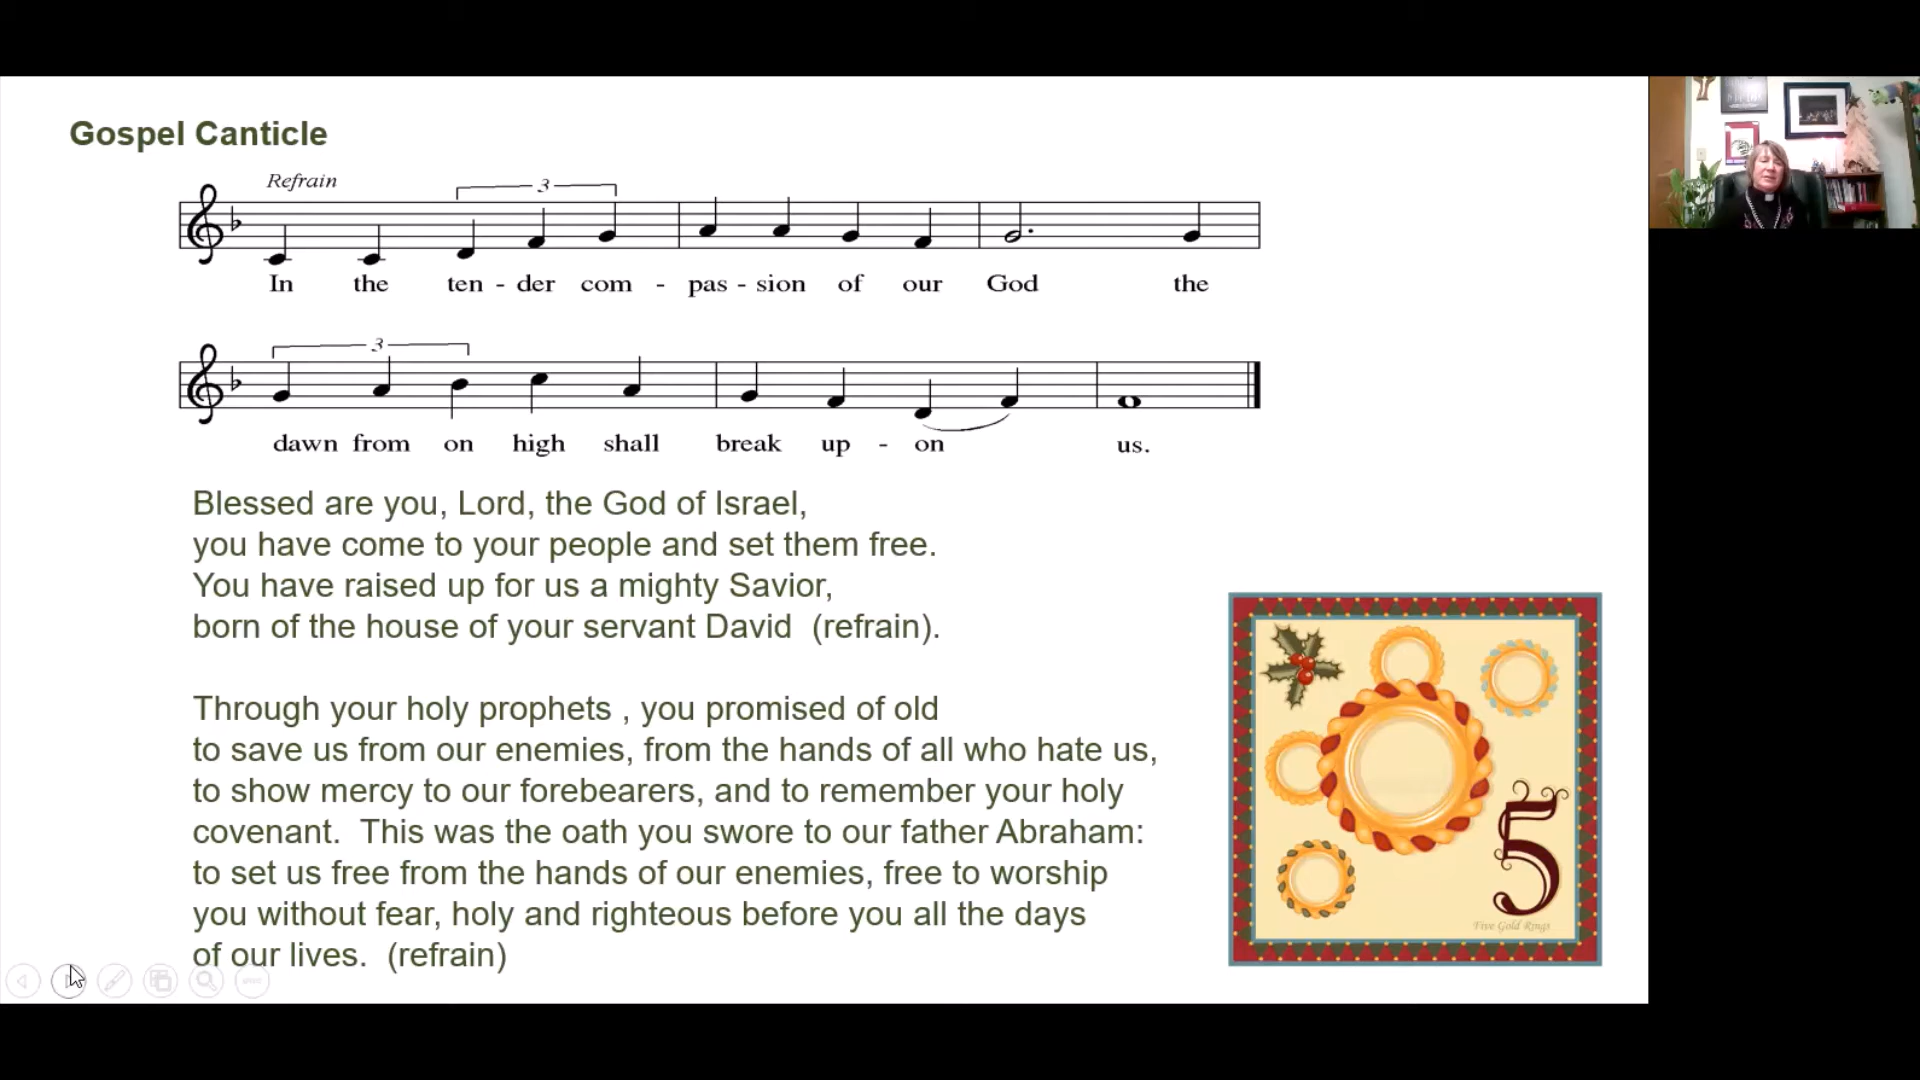 Gospel Canticle
Refrain
3
In the ten - der com - pas - sion of our God the
3
dawn from on high shall break up - on us.
Blessed are you, Lord, the God of Israel,
you have come to your people and set them free.
You have raised up for us a mighty Savior,
born of the house of your servant David (refrain).
Through your holy prophets , you promised of old
to save us from our enemies, from the hands of all who hate us,
to show mercy to our forebearers, and to remember your holy
covenant. This was the oath you swore to our father Abraham:
to set us free from the hands of our enemies, free to worship
you without fear, holy and righteous before you all the days
of our lives. (refrain)
5
Five Gold Rings